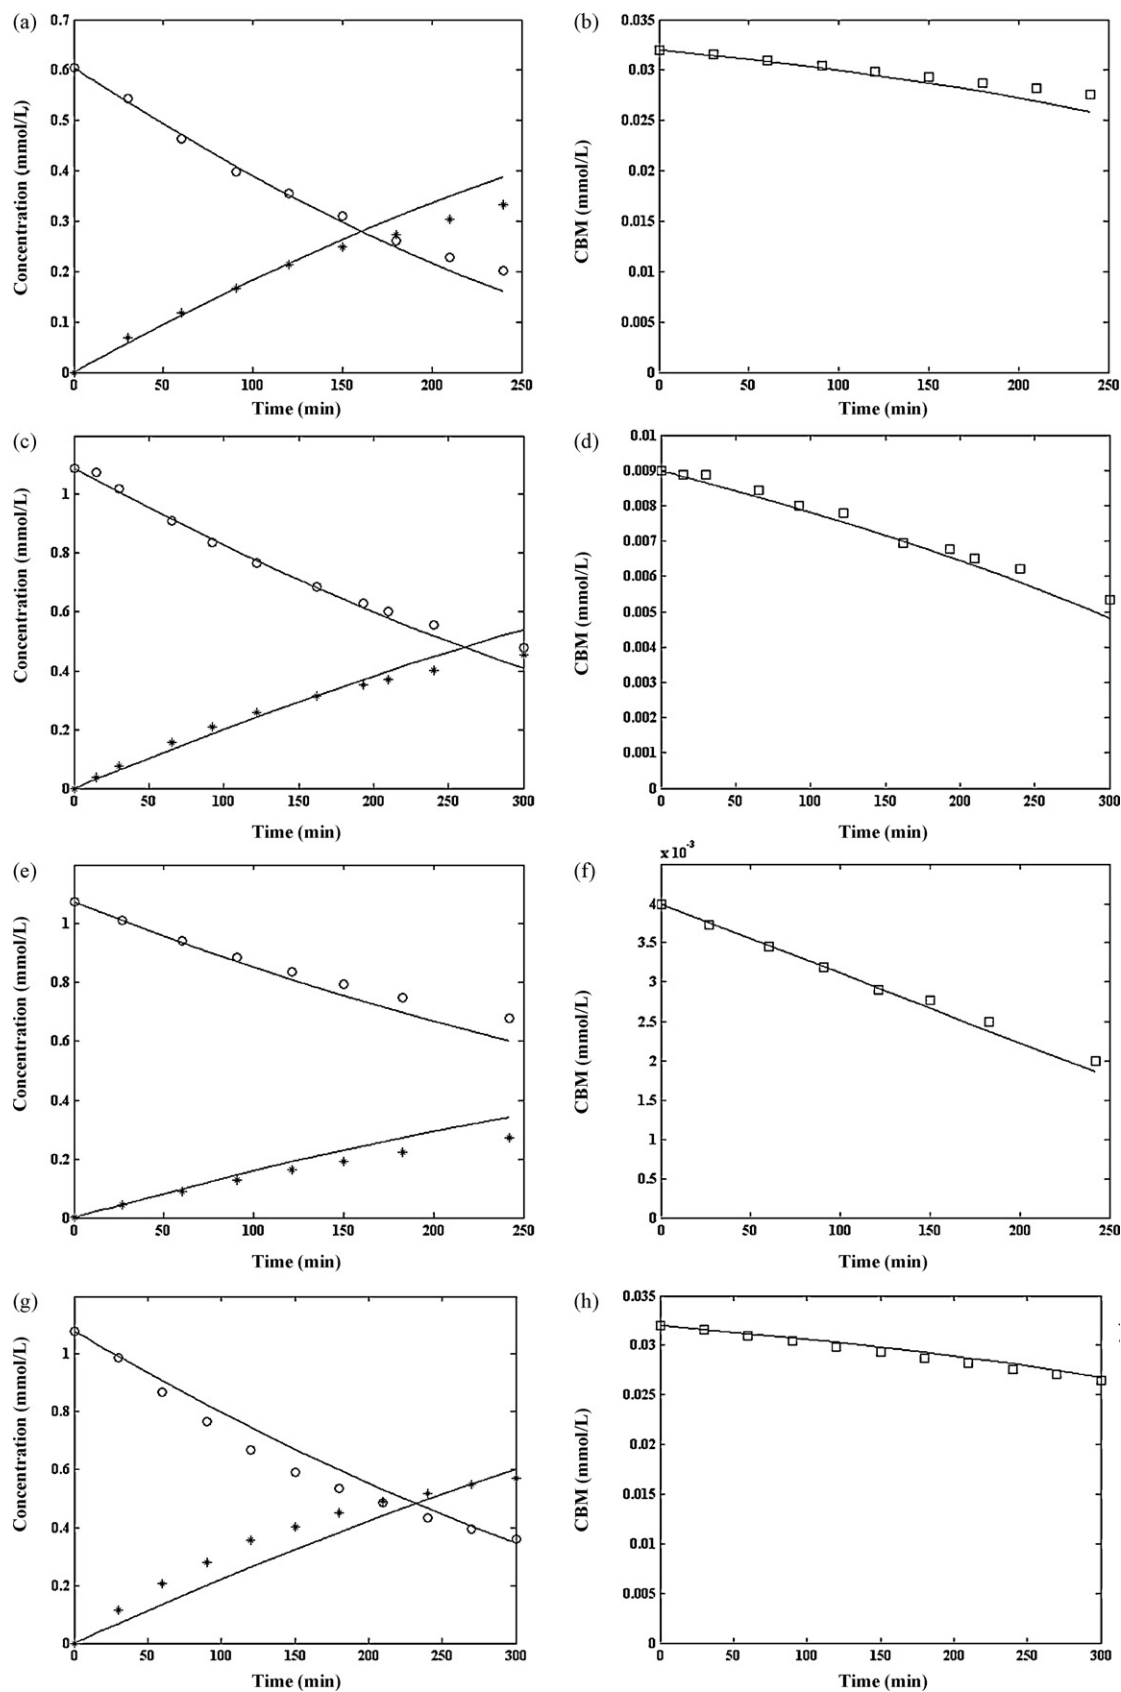 (a)
0.7
0.6
0.5
0.4
0.3
0.2
0.1
0
Concentration (mmol/L)
0 50 100 150 200 250
Time (min)
(b)
0.035
0.03
0.025
0.02
0.015
0.01
0.005
0
CBM (mmol/L)
0 50 100 150 200 250
Time (min)
(c)
1
0.8
0.6
0.4
0.2
0
Concentration (mmol/L)
0 50 100 150 200 250 300
Time (min)
(d)
0.01
0.009
0.008
0.007
0.006
0.005
0.004
0.003
0.002
0.001
0
CBM (mmol/L)
0 50 100 150 200 250 300
Time (min)
(e)
1
0.8
0.6
0.4
0.2
0
Concentration (mmol/L)
0 50 100 150 200 250
Time (min)
(f)
x 10-3
4
3.5
3
2.5
2
1.5
1
0.5
0
CBM (mmol/L)
0 50 100 150 200 250
Time (min)
(g)
1
0.8
0.6
0.4
0.2
0
Concentration (mmol/L)
0 50 100 150 200 250 300
Time (min)
(h)
0.035
0.03
0.025
0.02
0.015
0.01
0.005
0
CBM (mmol/L)
0 50 100 150 200 250 300
Time (min)